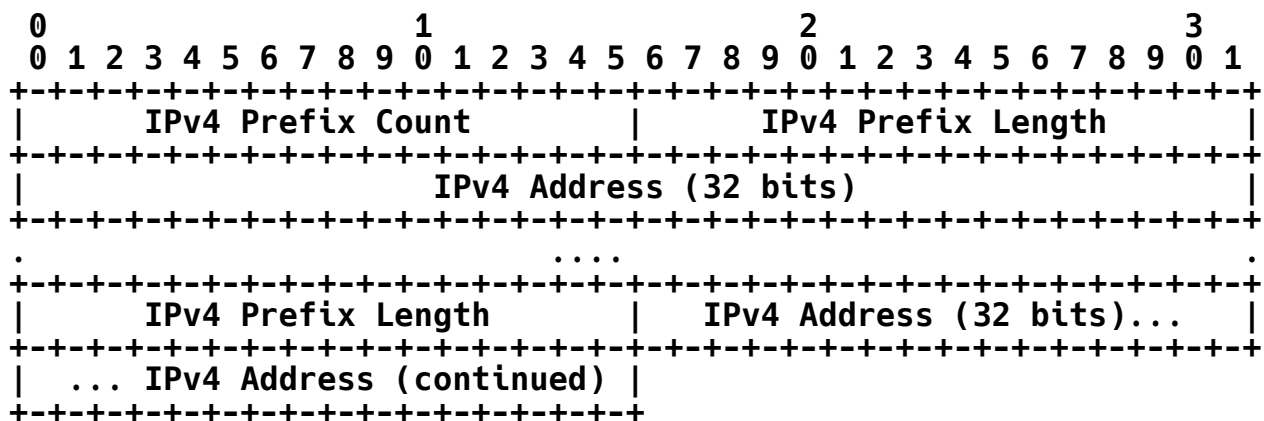 0                   1                   2                   3
 0 1 2 3 4 5 6 7 8 9 0 1 2 3 4 5 6 7 8 9 0 1 2 3 4 5 6 7 8 9 0 1
+-+-+-+-+-+-+-+-+-+-+-+-+-+-+-+-+-+-+-+-+-+-+-+-+-+-+-+-+-+-+-+-+
|      IPv4 Prefix Count        |      IPv4 Prefix Length       |
+-+-+-+-+-+-+-+-+-+-+-+-+-+-+-+-+-+-+-+-+-+-+-+-+-+-+-+-+-+-+-+-+
|                     IPv4 Address (32 bits)                    |
+-+-+-+-+-+-+-+-+-+-+-+-+-+-+-+-+-+-+-+-+-+-+-+-+-+-+-+-+-+-+-+-+
.                           ....                                .
+-+-+-+-+-+-+-+-+-+-+-+-+-+-+-+-+-+-+-+-+-+-+-+-+-+-+-+-+-+-+-+-+
|      IPv4 Prefix Length       |   IPv4 Address (32 bits)...   |
+-+-+-+-+-+-+-+-+-+-+-+-+-+-+-+-+-+-+-+-+-+-+-+-+-+-+-+-+-+-+-+-+
|  ... IPv4 Address (continued) |
+-+-+-+-+-+-+-+-+-+-+-+-+-+-+-+-+